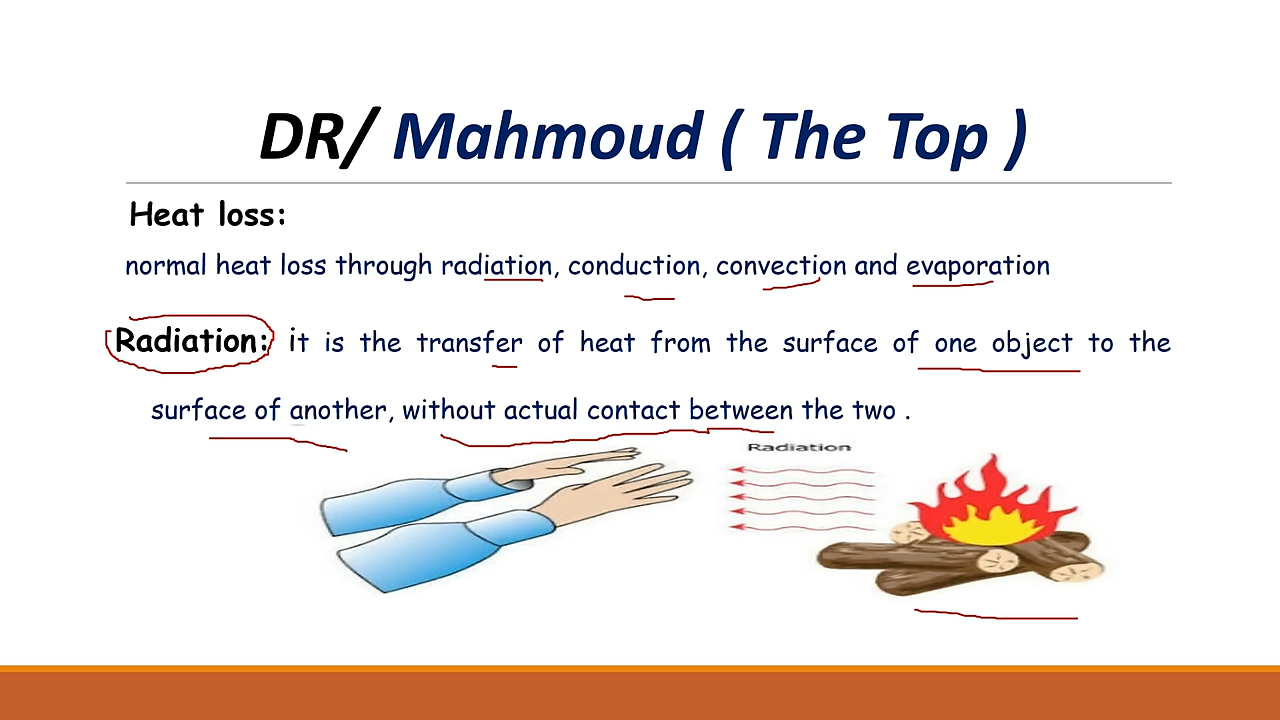 DR/ Mahmoud ( The Top )
Heat loss:
normal heat loss through radiation, conduction, convection and evaporation
Radiation: it is the transfer of heat from the surface of one object to the
surface of another, without actual contact between the two .
Radiation